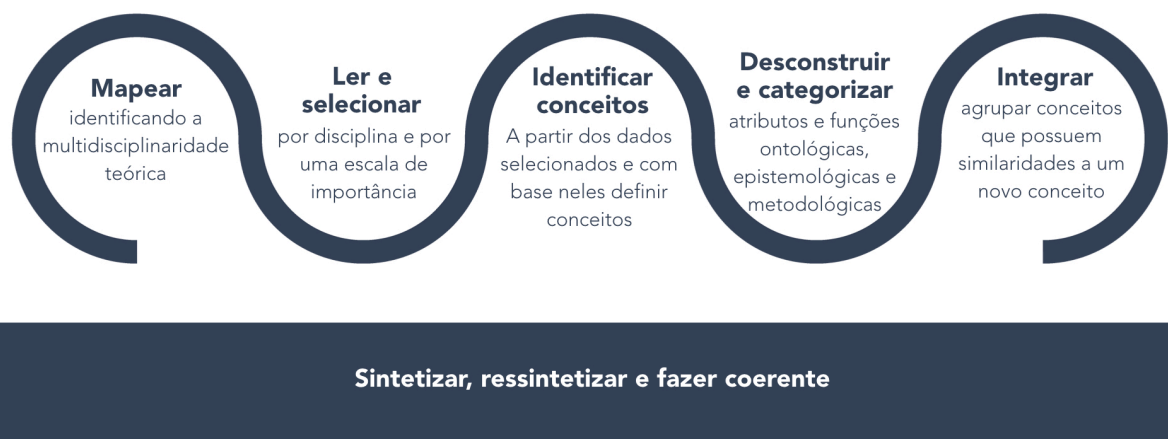 Mapear
identificando a
multidisciplinaridade
teórica
Ler e
selecionar
por disciplina e por
uma escala de
importância
Identificar
conceitos
A partir dos dados
selecionados e com
base neles definir
conceitos
Desconstruir
e categorizar
atributos e funções
ontológicas,
epistemológicas e
metodológicas
Integrar
agrupar conceitos
que possuem
similaridades a um
novo conceito
Sintetizar, ressintetizar e fazer coerente